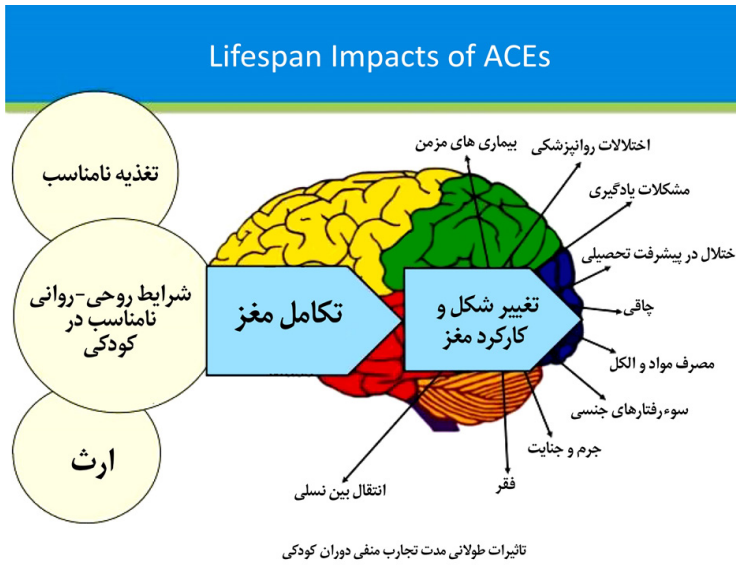 Lifespan Impacts of ACEs
تغذیه نامناسب
شرایط روحی-روانی
نامناسب در
کودکی
ارث
تکامل مغز
تغییر شکل و
کارکرد مغز
بیماری های مزمن
اختلالات روانپزشکی
مشکلات یادگیری
ختلال در پیشرفت تحصیلی
چاقی
مصرف مواد و الکل
سوءرفتارهای جنسی
جرم و جنایت
فقر
انتقال بین نسلی
تاثیرات طولانی مدت تجارب منفی دوران کودکی